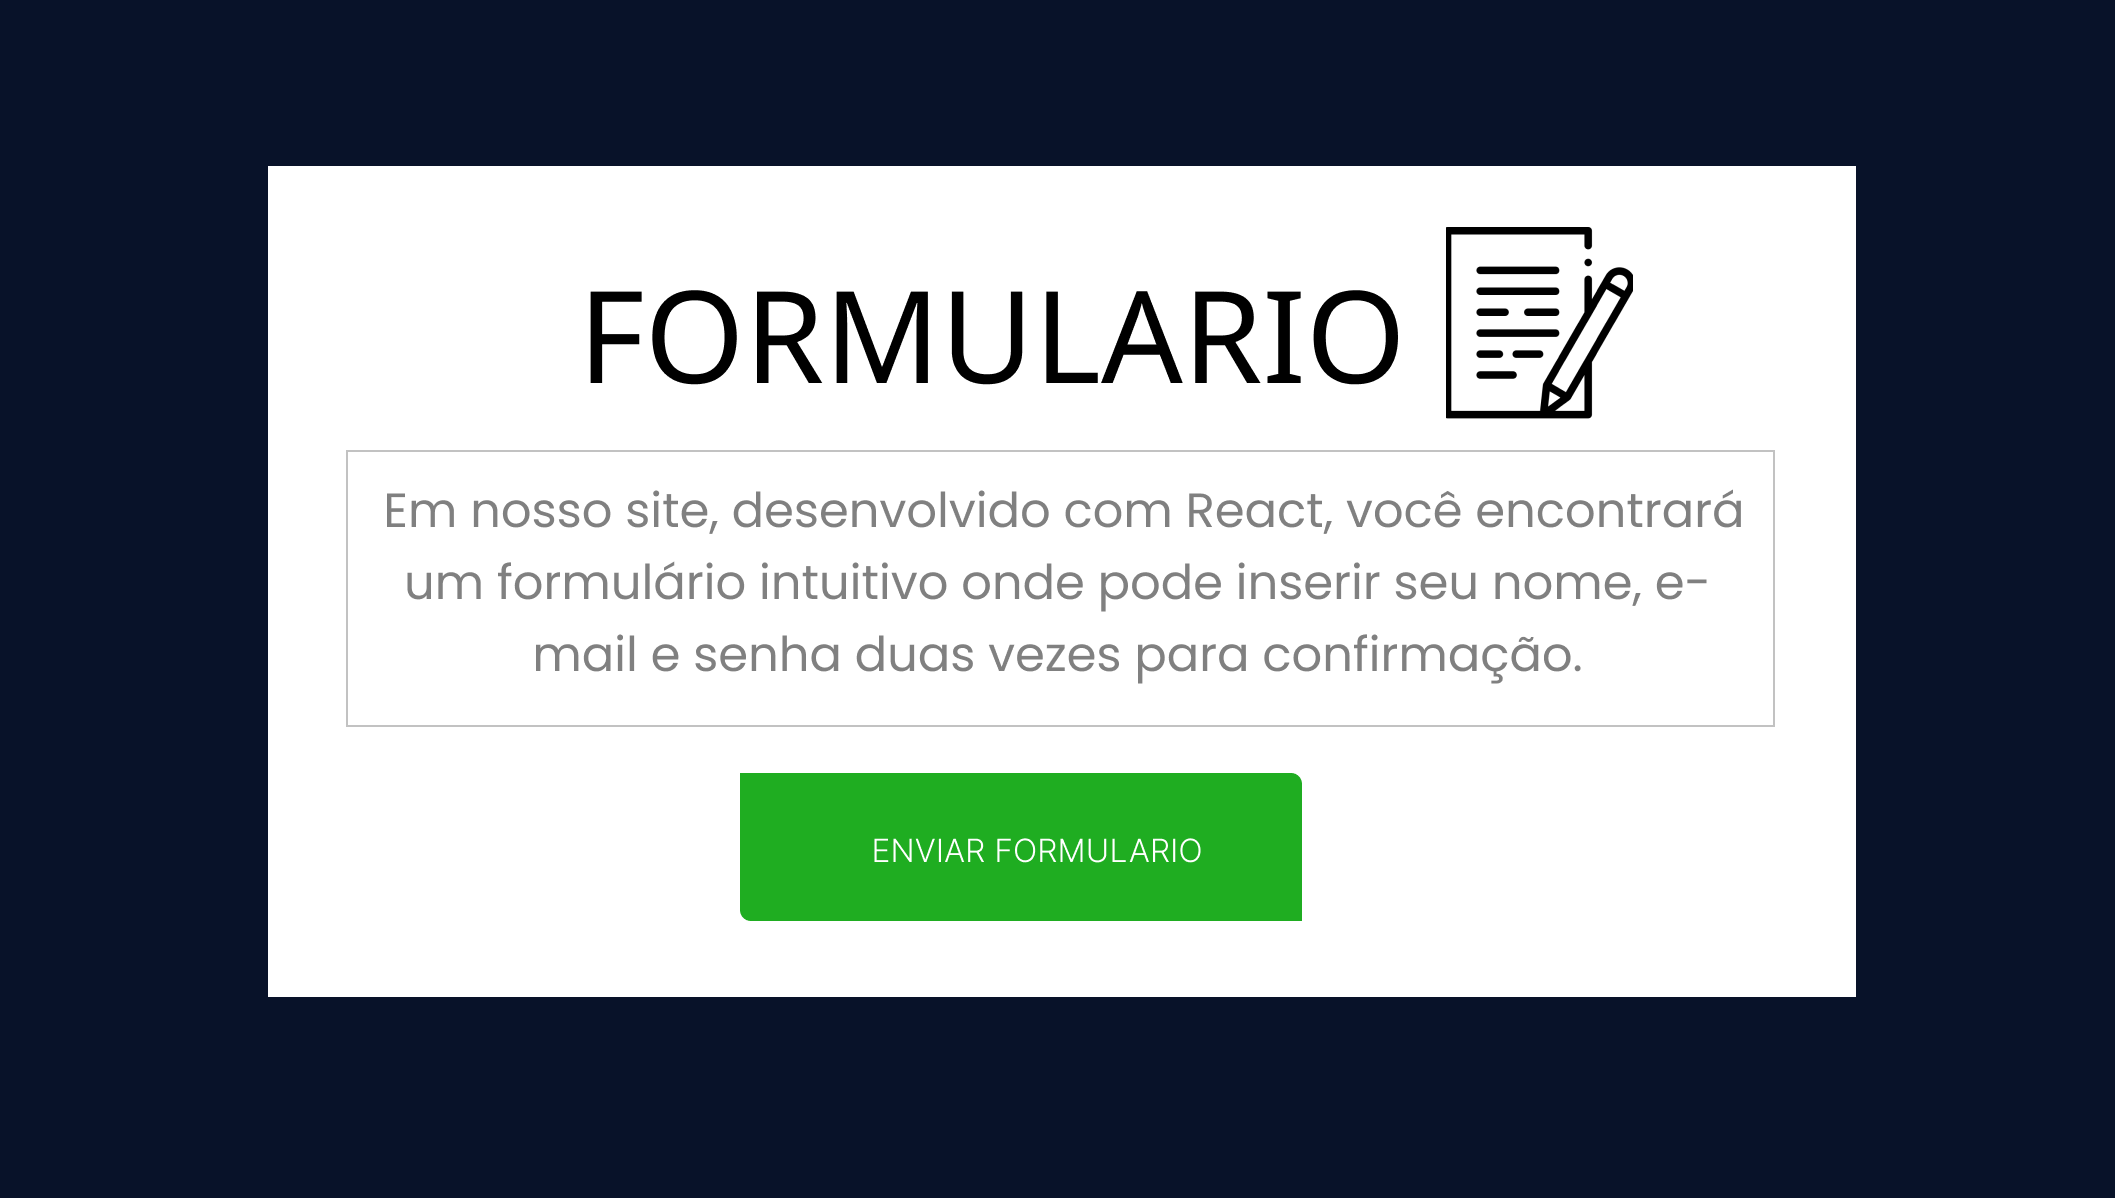 FORMULARIO
Em nosso site, desenvolvido com React, você encontrará
um formulário intuitivo onde pode inserir seu nome, e-
mail e senha duas vezes para confirmação.
ENVIAR FORMULARIO